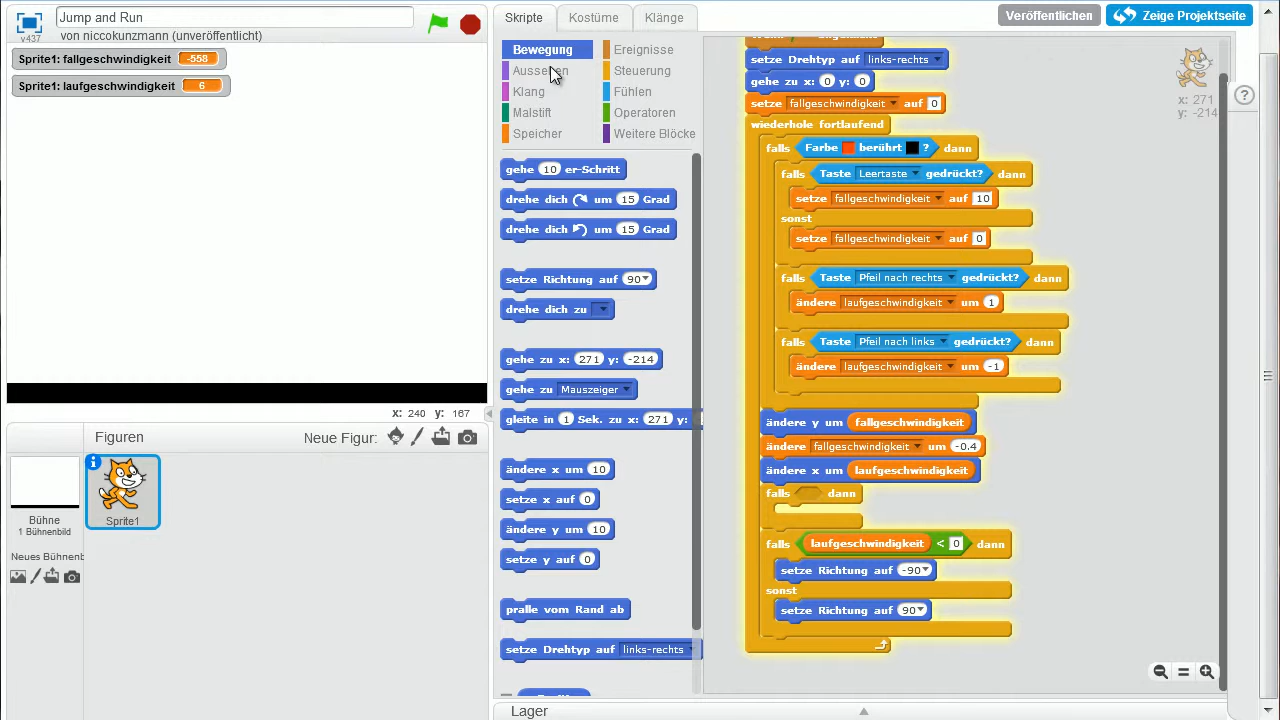 Jump and Run
von niccokunzmann (unveröffentlicht)
v437
Skripte
Kostüme
Klänge
Veröffentlichen
Zeige Projektseite
Sprite1: fallgeschwindigkeit -558
Sprite1: laufgeschwindigkeit 6
x: 240 y: 167
Figuren
Neue Figur:
Bühne
1 Bühnenbild
Sprite1
Neues Bühnenb
Bewegung
Aussehen
Klang
Malstift
Speicher
Ereignisse
Steuerung
Fühlen
Operatoren
Weitere Blöcke
gehe 10 er-Schritt
drehe dich um 15 Grad
drehe dich um 15 Grad
setze Richtung auf 90
drehe dich zu
gehe zu x: 271 y: -214
gehe zu Mauszeiger
gleite in 1 Sek. zu x: 271 y:
ändere x um 10
setze x auf 0
ändere y um 10
setze y auf 0
pralle vom Rand ab
setze Drehtyp auf links-rechts
setze Drehtyp auf links-rechts
gehe zu x: 0 y: 0
setze fallgeschwindigkeit auf 0
wiederhole fortlaufend
falls Farbe berührt ? dann
falls Taste Leertaste gedrückt? dann
setze fallgeschwindigkeit auf 10
sonst
setze fallgeschwindigkeit auf 0
falls Taste Pfeil nach rechts gedrückt? dann
ändere laufgeschwindigkeit um 1
falls Taste Pfeil nach links gedrückt? dann
ändere laufgeschwindigkeit um -1
ändere y um fallgeschwindigkeit
ändere fallgeschwindigkeit um -0.4
ändere x um laufgeschwindigkeit
falls dann
falls laufgeschwindigkeit < 0 dann
setze Richtung auf -90
sonst
setze Richtung auf 90
x: 271
y: -214
?
Lager